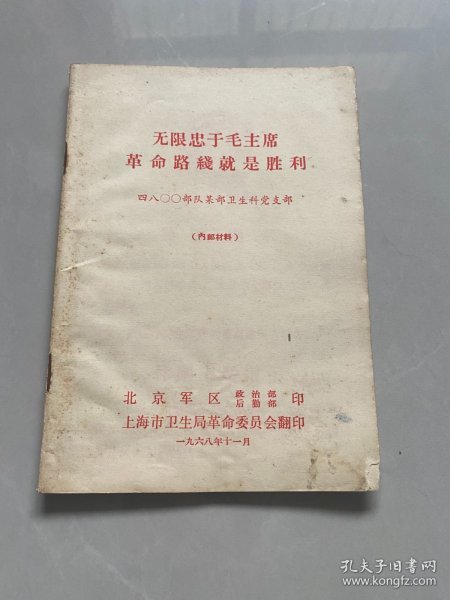 无限忠于毛主席
革命路綫就是胜利
四八〇〇部队某部卫生科党支部
（内部材料）
北京军区 政治部 后勤部 印
上海市卫生局革命委员会翻印
一九六八年十一月
孔夫子旧书网
www.kongfz.com